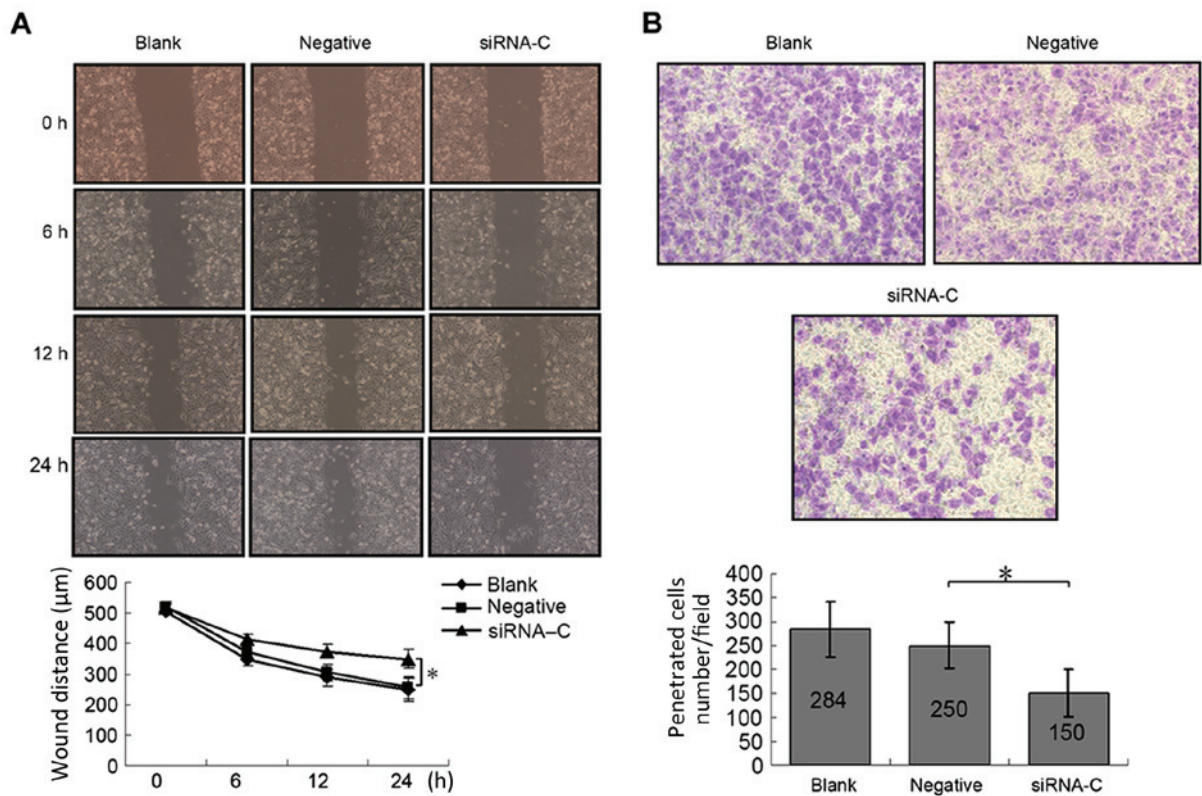 A
Blank Negative siRNA-C
0 h
6 h
12 h
24 h
Wound distance (μm)
600
500
400
300
200
100
0
0 6 12 24 (h)
Blank
Negative
siRNA–C
*
B
Blank Negative
siRNA-C
Penetrated cells
number/field
400
350
300
250
200
150
100
50
0
284 250 150
*
Blank Negative siRNA-C